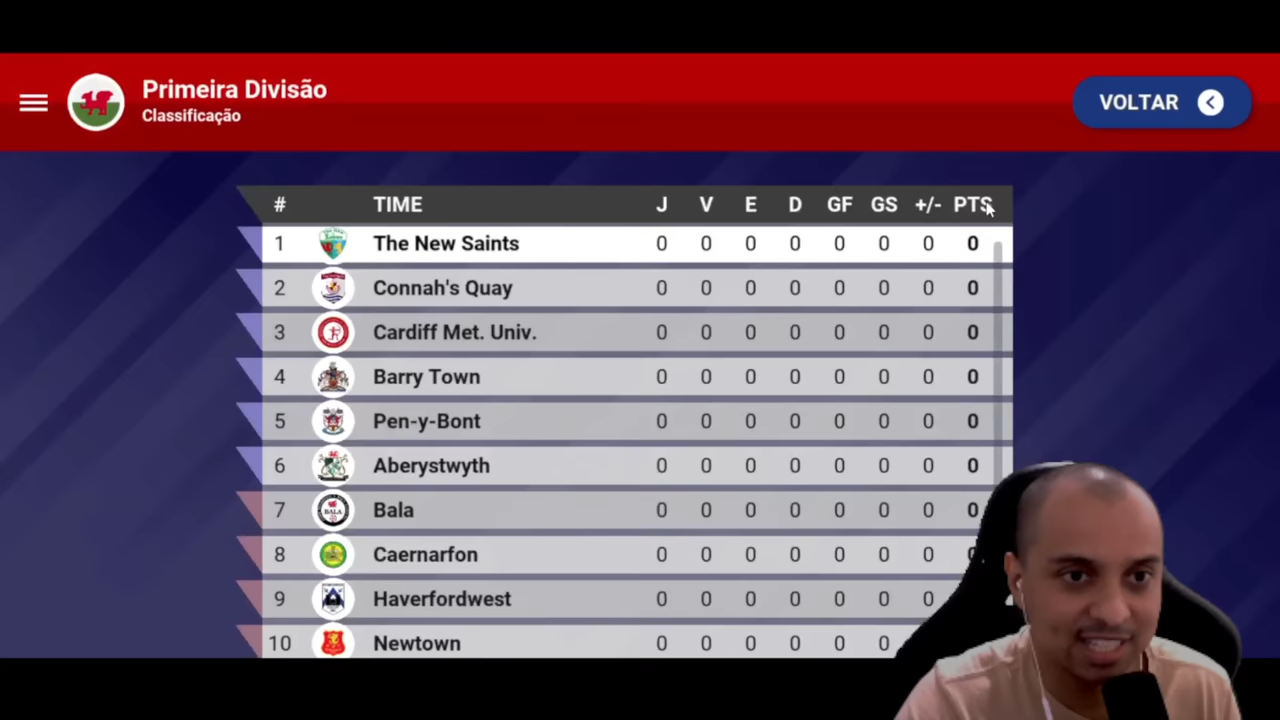 Primeira Divisão
Classificação
VOLTAR
# TIME J V E D GF GS +/- PTS
1 The New Saints 0 0 0 0 0 0 0 0
2 Connah's Quay 0 0 0 0 0 0 0 0
3 Cardiff Met. Univ. 0 0 0 0 0 0 0 0
4 Barry Town 0 0 0 0 0 0 0 0
5 Pen-y-Bont 0 0 0 0 0 0 0 0
6 Aberystwyth 0 0 0 0 0 0 0 0
7 Bala 0 0 0 0 0 0 0 0
8 Caernarfon 0 0 0 0 0 0 0 0
9 Haverfordwest 0 0 0 0 0 0 0
10 Newtown 0 0 0 0 0 0